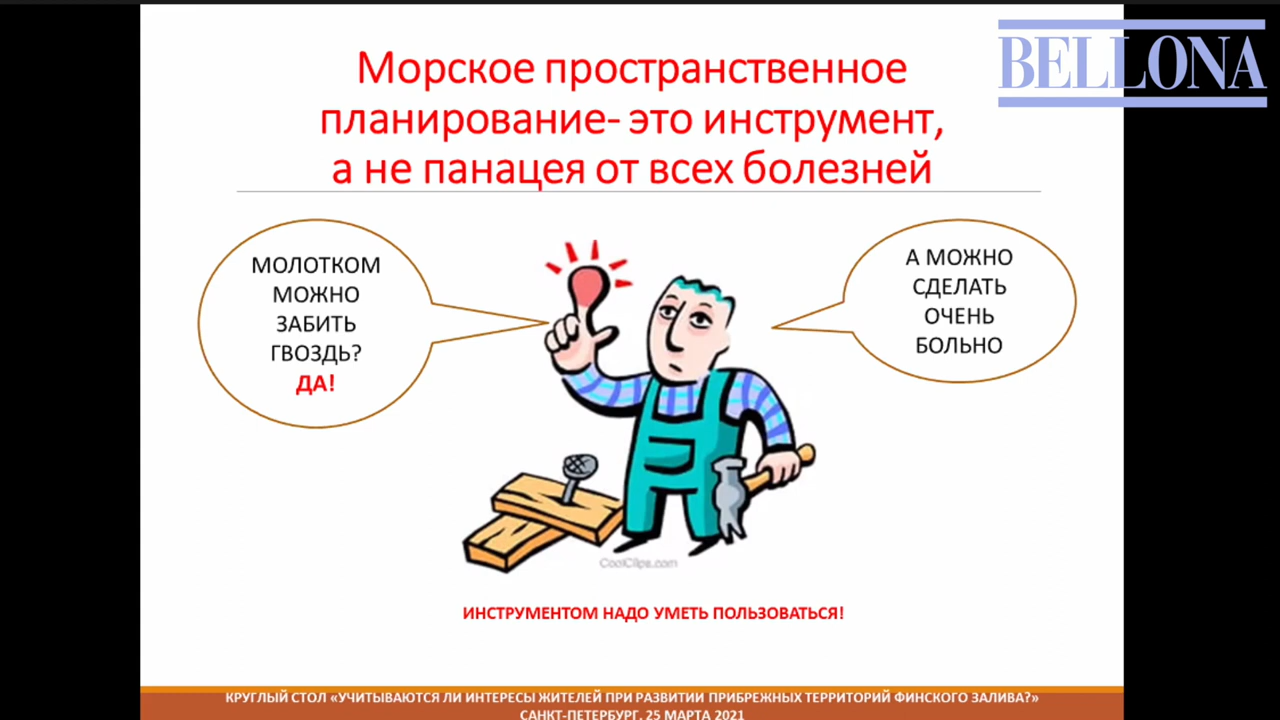 BELLONA
Морское пространственное
планирование- это инструмент,
а не панацея от всех болезней
МОЛОТКОМ
МОЖНО
ЗАБИТЬ
ГВОЗДЬ?
ДА!
А МОЖНО
СДЕЛАТЬ
ОЧЕНЬ
БОЛЬНО
CoolClips.com
ИНСТРУМЕНТОМ НАДО УМЕТЬ ПОЛЬЗОВАТЬСЯ!
КРУГЛЫЙ СТОЛ «УЧИТЫВАЮТСЯ ЛИ ИНТЕРЕСЫ ЖИТЕЛЕЙ ПРИ РАЗВИТИИ ПРИБРЕЖНЫХ ТЕРРИТОРИЙ ФИНСКОГО ЗАЛИВА?»
САНКТ-ПЕТЕРБУРГ, 25 МАРТА 2021